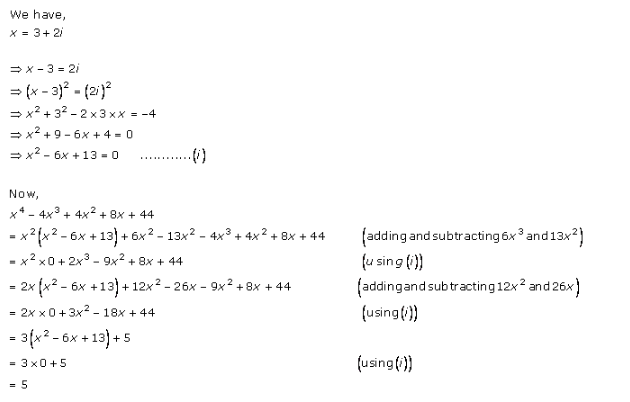 We have,
x = 3 + 2i
⇒ x − 3 = 2i
⇒ (x − 3)² = (2i)²
⇒ x² + 3² − 2 × 3 × x = −4
⇒ x² + 9 − 6x + 4 = 0
⇒ x² − 6x + 13 = 0 ............(i)
Now,
x⁴ − 4x³ + 4x² + 8x + 44
= x²(x² − 6x + 13) + 6x² − 13x² − 4x³ + 4x² + 8x + 44 (adding and subtracting 6x³ and 13x²)
= x² × 0 + 2x³ − 9x² + 8x + 44 (using (i))
= 2x(x² − 6x + 13) + 12x² − 26x − 9x² + 8x + 44 (adding and subtracting 12x² and 26x)
= 2x × 0 + 3x² − 18x + 44 (using (i))
= 3(x² − 6x + 13) + 5
= 3 × 0 + 5 (using (i))
= 5